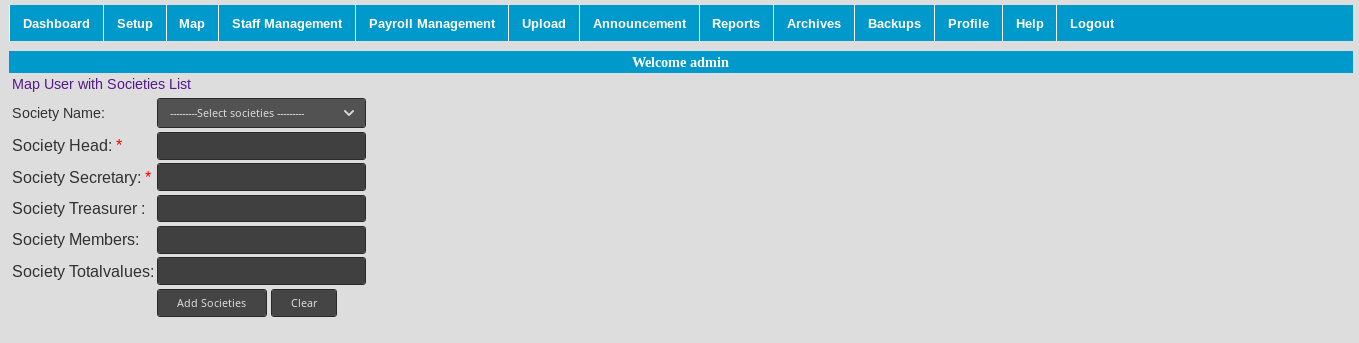 Dashboard Setup Map Staff Management Payroll Management Upload Announcement Reports Archives Backups Profile Help Logout
Welcome admin
Map User with Societies List
Society Name: ---------Select societies ---------
Society Head: *
Society Secretary: *
Society Treasurer :
Society Members:
Society Totalvalues:
Add Societies Clear